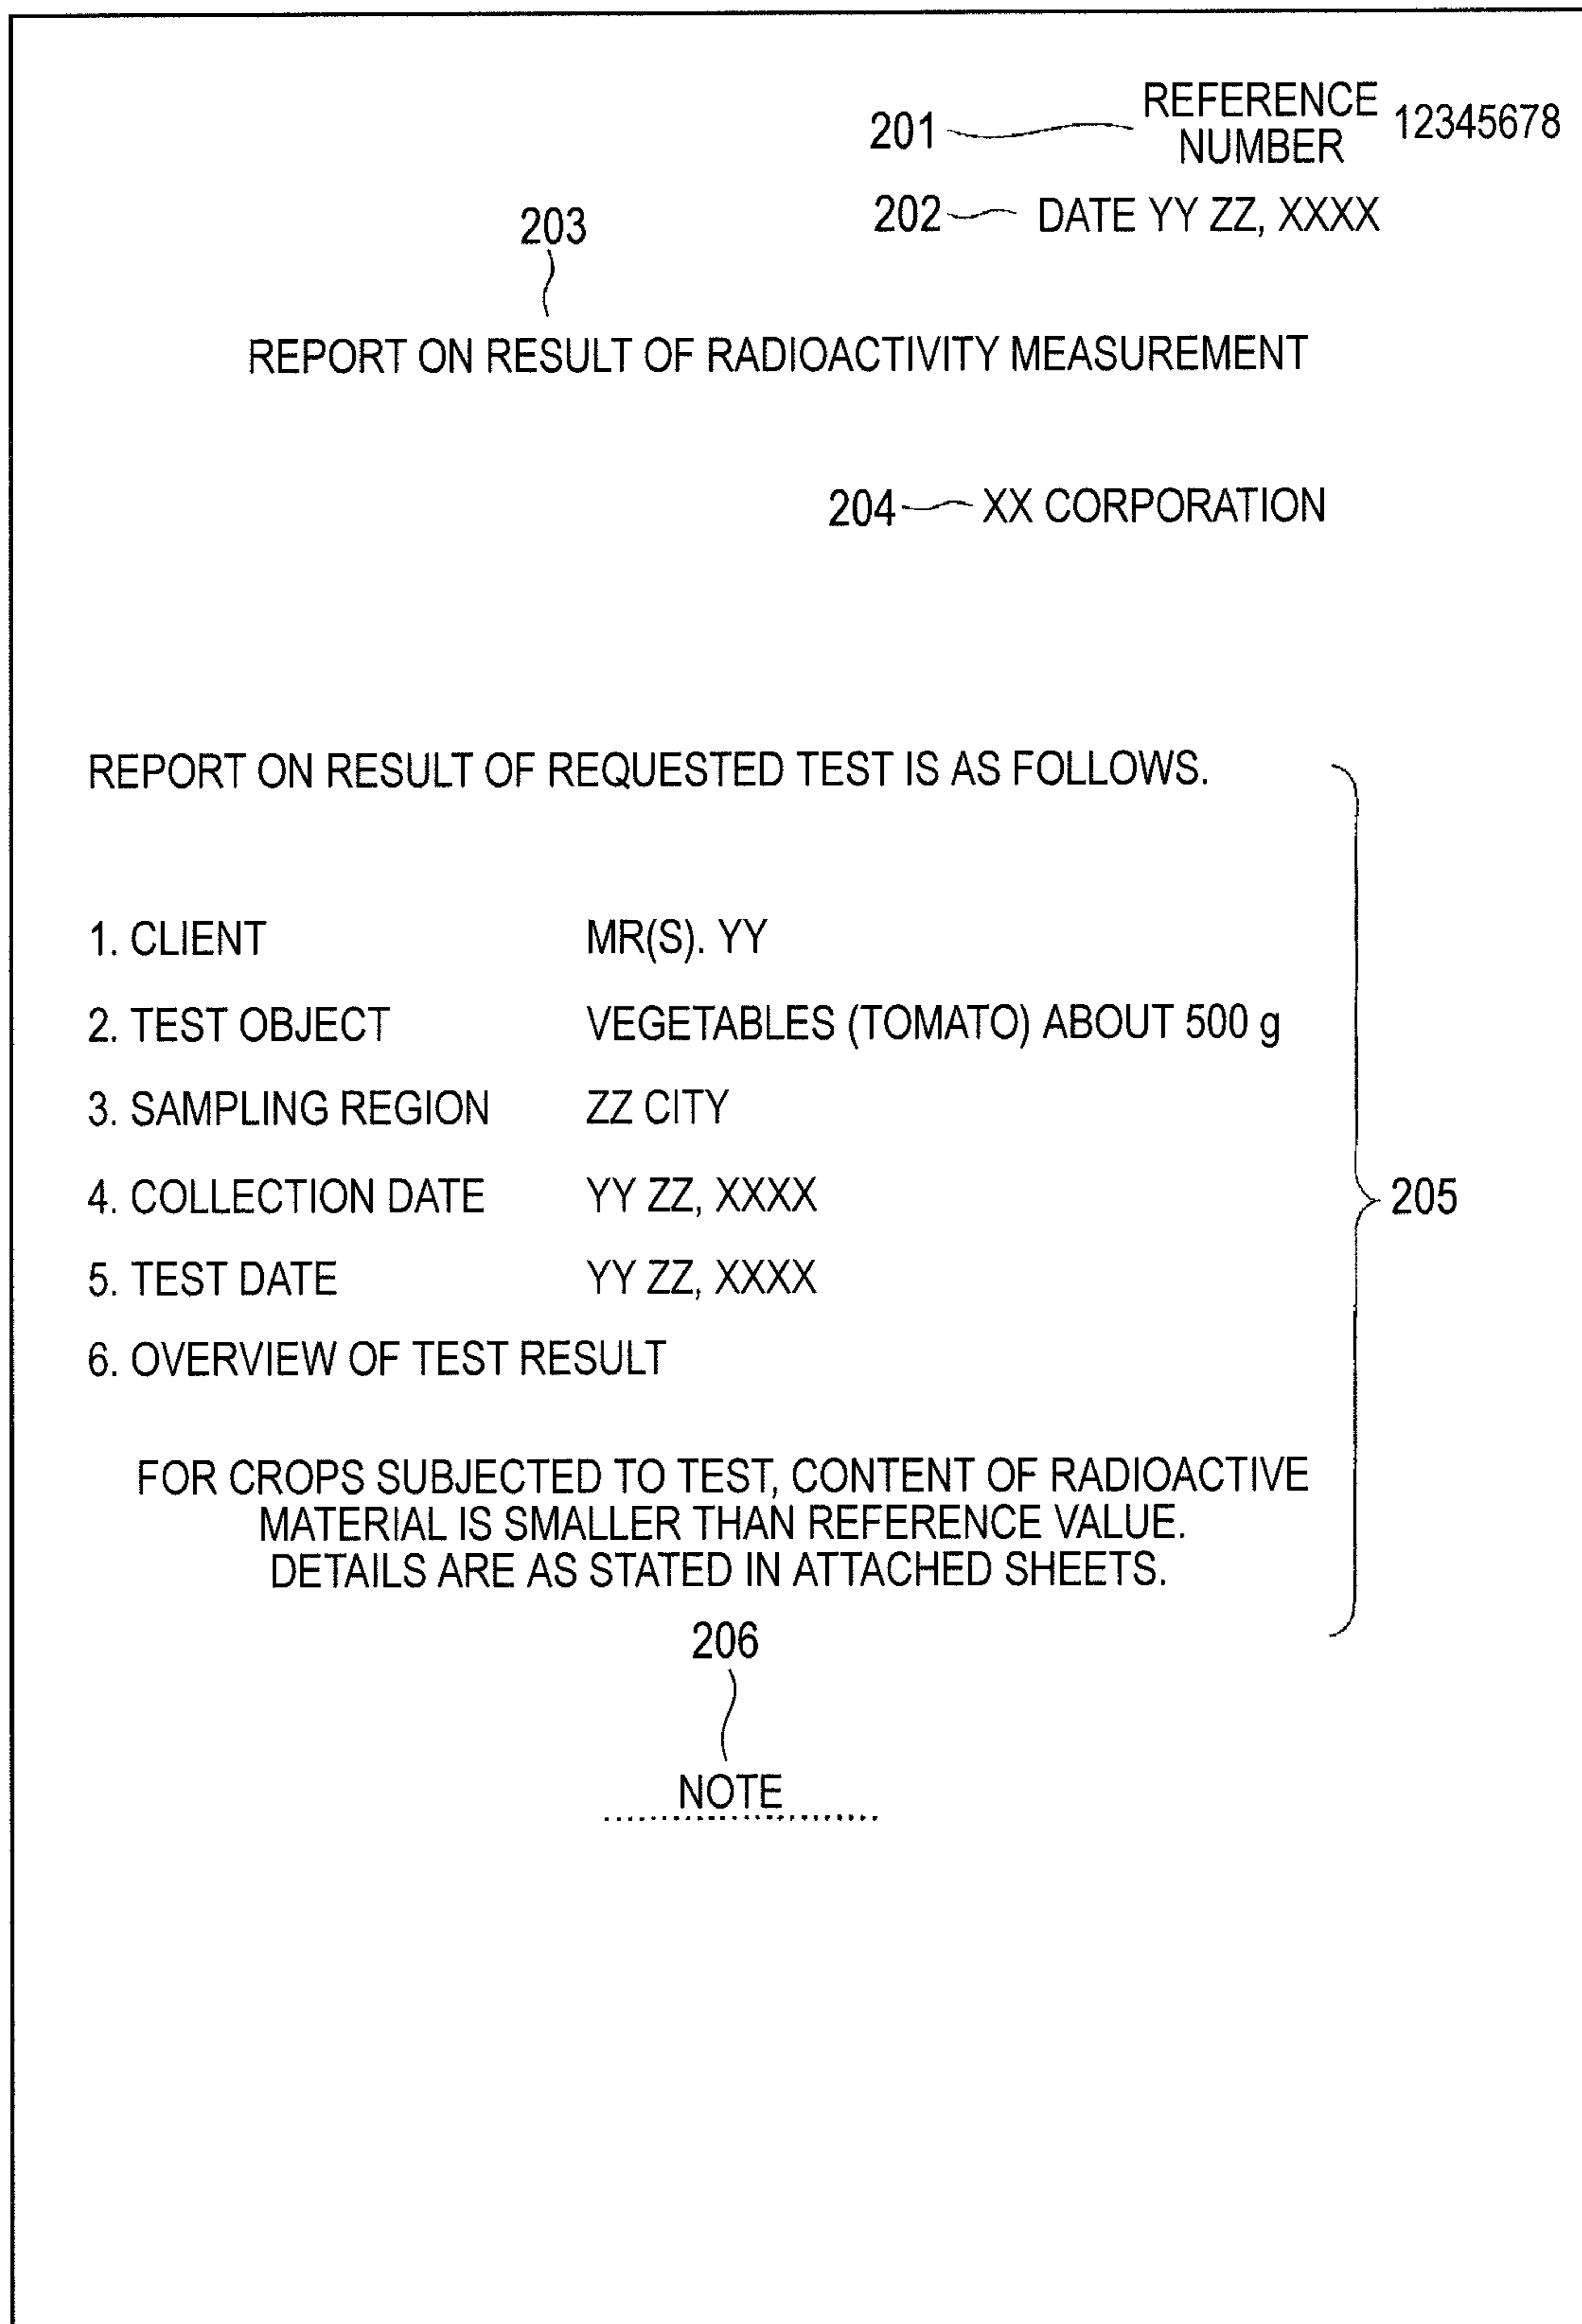 201 REFERENCE NUMBER 12345678
202 DATE YY ZZ, XXXX
203
REPORT ON RESULT OF RADIOACTIVITY MEASUREMENT
204 XX CORPORATION
REPORT ON RESULT OF REQUESTED TEST IS AS FOLLOWS.
1. CLIENT MR(S). YY
2. TEST OBJECT VEGETABLES (TOMATO) ABOUT 500 g
3. SAMPLING REGION ZZ CITY
4. COLLECTION DATE YY ZZ, XXXX
205
5. TEST DATE YY ZZ, XXXX
6. OVERVIEW OF TEST RESULT
FOR CROPS SUBJECTED TO TEST, CONTENT OF RADIOACTIVE
MATERIAL IS SMALLER THAN REFERENCE VALUE.
DETAILS ARE AS STATED IN ATTACHED SHEETS.
206
NOTE